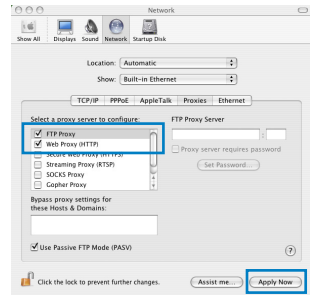 Network
Show All Displays Sound Network Startup Disk
Location: Automatic
Show: Built-in Ethernet
TCP/IP PPPoE AppleTalk Proxies Ethernet
Select a proxy server to configure: FTP Proxy Server
FTP Proxy :
Web Proxy (HTTP) Proxy server requires password
Secure Web Proxy (HTTPS)
Streaming Proxy (RTSP) Set Password...
SOCKS Proxy
Gopher Proxy
Bypass proxy settings for
these Hosts & Domains:
Use Passive FTP Mode (PASV) ?
Click the lock to prevent further changes. Assist me... Apply Now